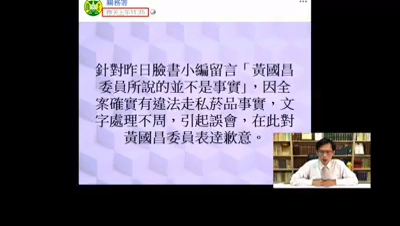 關務署
針對昨日臉書小編留言「黃國昌
委員所說的並不是事實」，因全
案確實有違法走私菸品事實，文
字處理不周，引起誤會，在此對
黃國昌委員表達歉意。